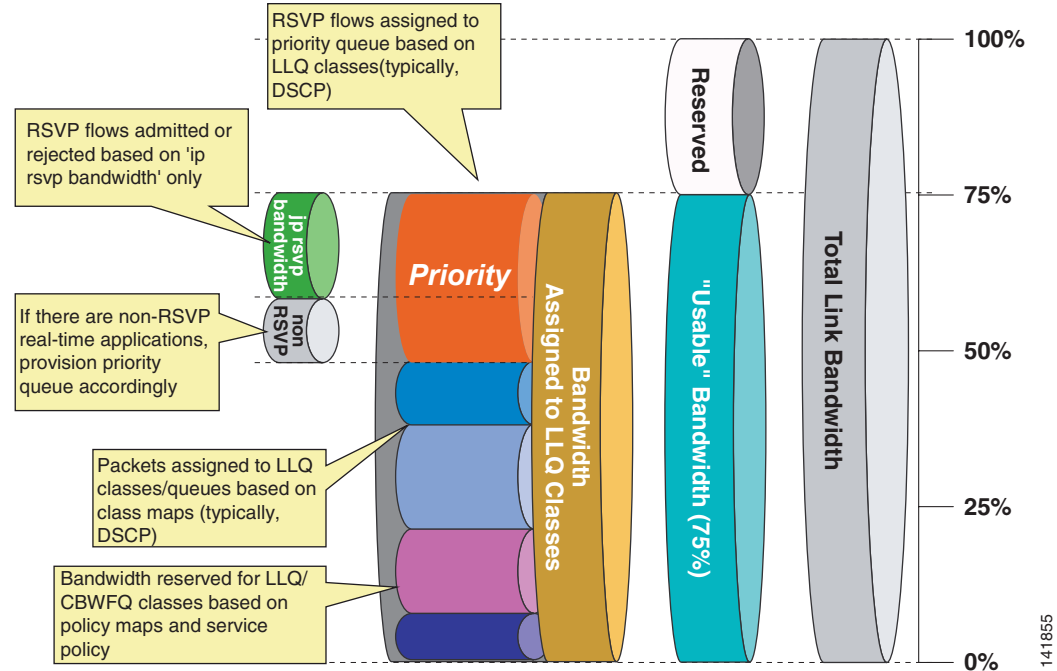 RSVP flows assigned to
priority queue based on
LLQ classes(typically,
DSCP)
RSVP flows admitted or
rejected based on 'ip
rsvp bandwidth' only
If there are non-RSVP
real-time applications,
provision priority
queue accordingly
Packets assigned to LLQ
classes/queues based on
class maps (typically,
DSCP)
Bandwidth reserved for LLQ/
CBWFQ classes based on
policy maps and service
policy
jp rsvp
bandwidth
non
RSVP
Priority
Bandwidth
Assigned to LLQ Classes
Reserved
"Usable" Bandwidth (75%)
Total Link Bandwidth
100%
75%
50%
25%
0%
141855